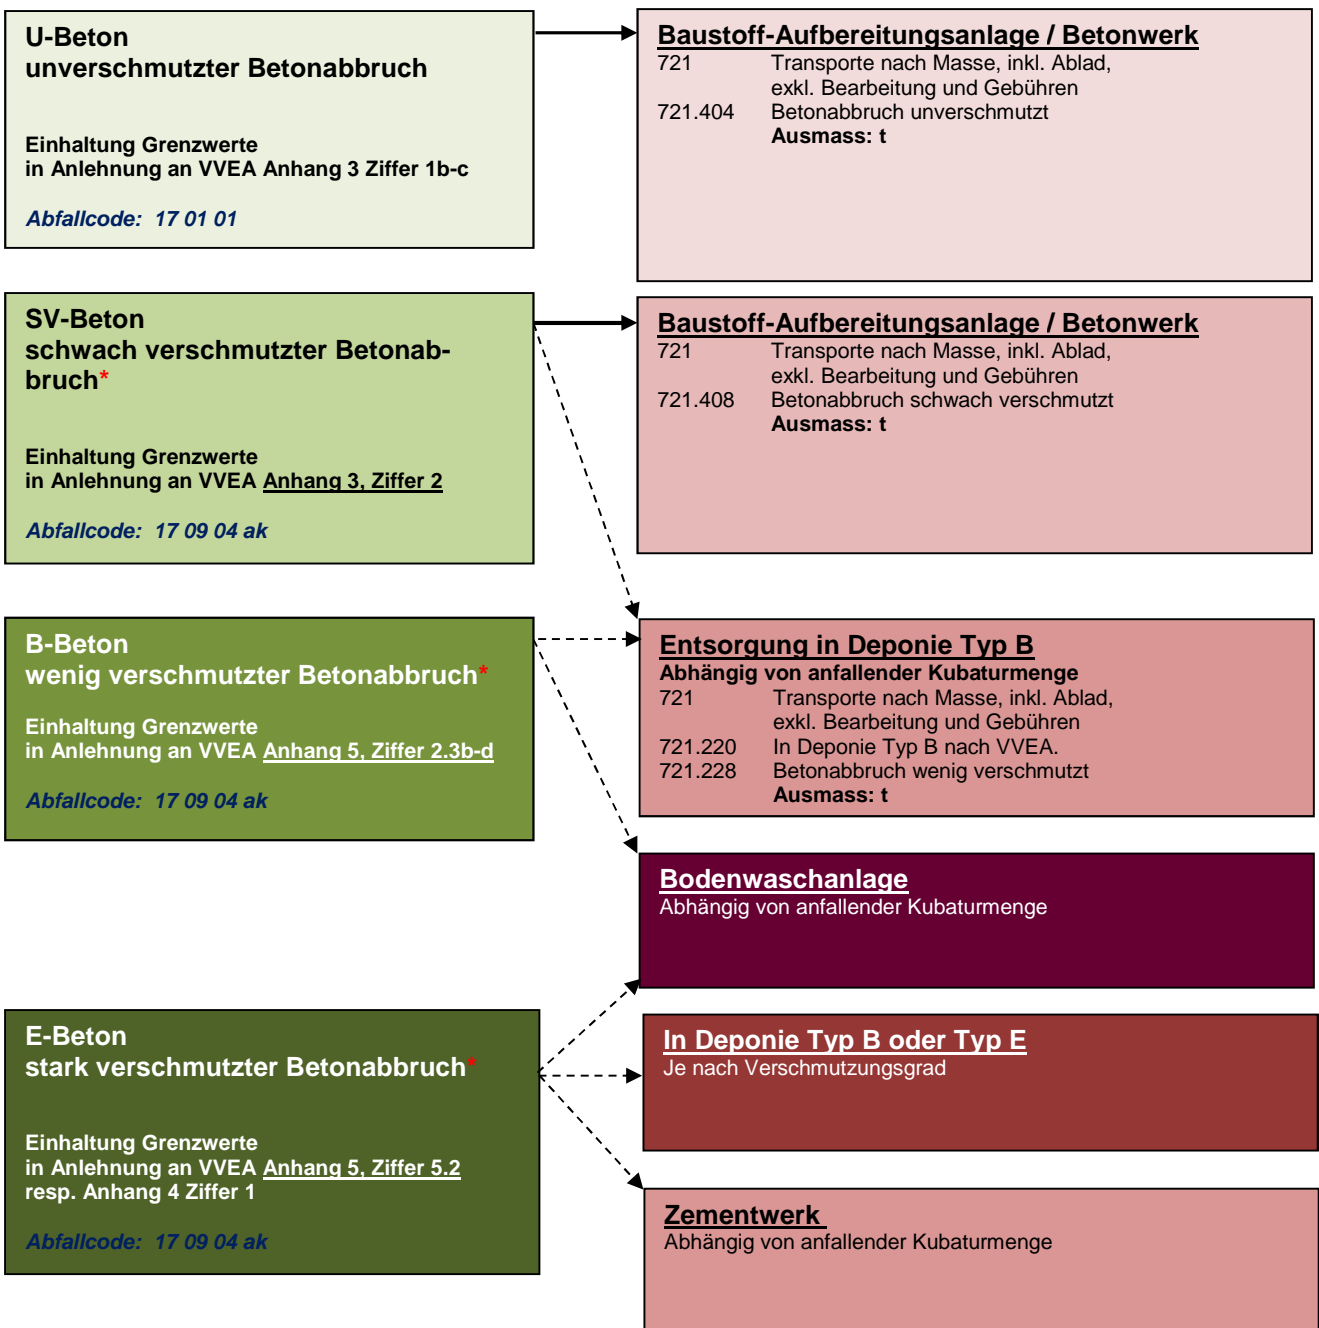 U-Beton
unverschmutzter Betonabbruch
Einhaltung Grenzwerte
in Anlehnung an VVEA Anhang 3 Ziffer 1b-c
Abfallcode: 17 01 01
Baustoff-Aufbereitungsanlage / Betonwerk
721 Transporte nach Masse, inkl. Ablad,
exkl. Bearbeitung und Gebühren
721.404 Betonabbruch unverschmutzt
Ausmass: t
SV-Beton
schwach verschmutzter Betonab-
bruch*
Einhaltung Grenzwerte
in Anlehnung an VVEA Anhang 3, Ziffer 2
Abfallcode: 17 09 04 ak
Baustoff-Aufbereitungsanlage / Betonwerk
721 Transporte nach Masse, inkl. Ablad,
exkl. Bearbeitung und Gebühren
721.408 Betonabbruch schwach verschmutzt
Ausmass: t
B-Beton
wenig verschmutzter Betonabbruch*
Einhaltung Grenzwerte
in Anlehnung an VVEA Anhang 5, Ziffer 2.3b-d
Abfallcode: 17 09 04 ak
Entsorgung in Deponie Typ B
Abhängig von anfallender Kubaturmenge
721 Transporte nach Masse, inkl. Ablad,
exkl. Bearbeitung und Gebühren
721.220 In Deponie Typ B nach VVEA.
721.228 Betonabbruch wenig verschmutzt
Ausmass: t
Bodenwaschanlage
Abhängig von anfallender Kubaturmenge
E-Beton
stark verschmutzter Betonabbruch*
Einhaltung Grenzwerte
in Anlehnung an VVEA Anhang 5, Ziffer 5.2
resp. Anhang 4 Ziffer 1
Abfallcode: 17 09 04 ak
In Deponie Typ B oder Typ E
Je nach Verschmutzungsgrad
Zementwerk
Abhängig von anfallender Kubaturmenge